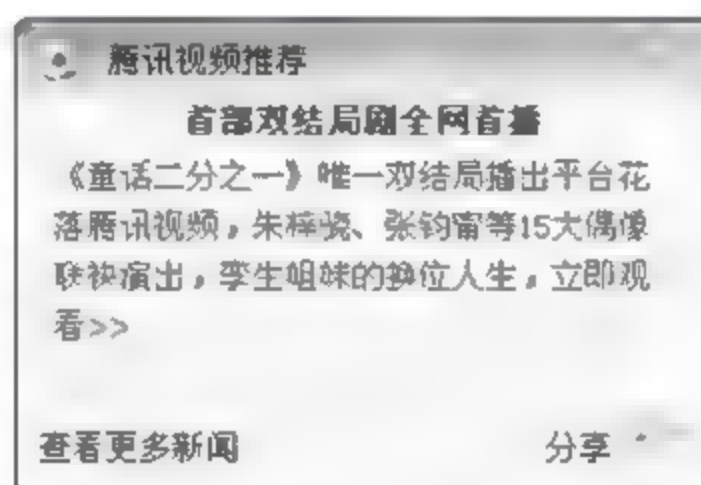 腾讯视频推荐
首部双结局剧全网首播
《童话二分之一》唯一双结局播出平台花
落腾讯视频，朱梓骁、张钧甯等15大偶像
联袂演出，孪生姐妹的换位人生，立即观
看>>
查看更多新闻
分享